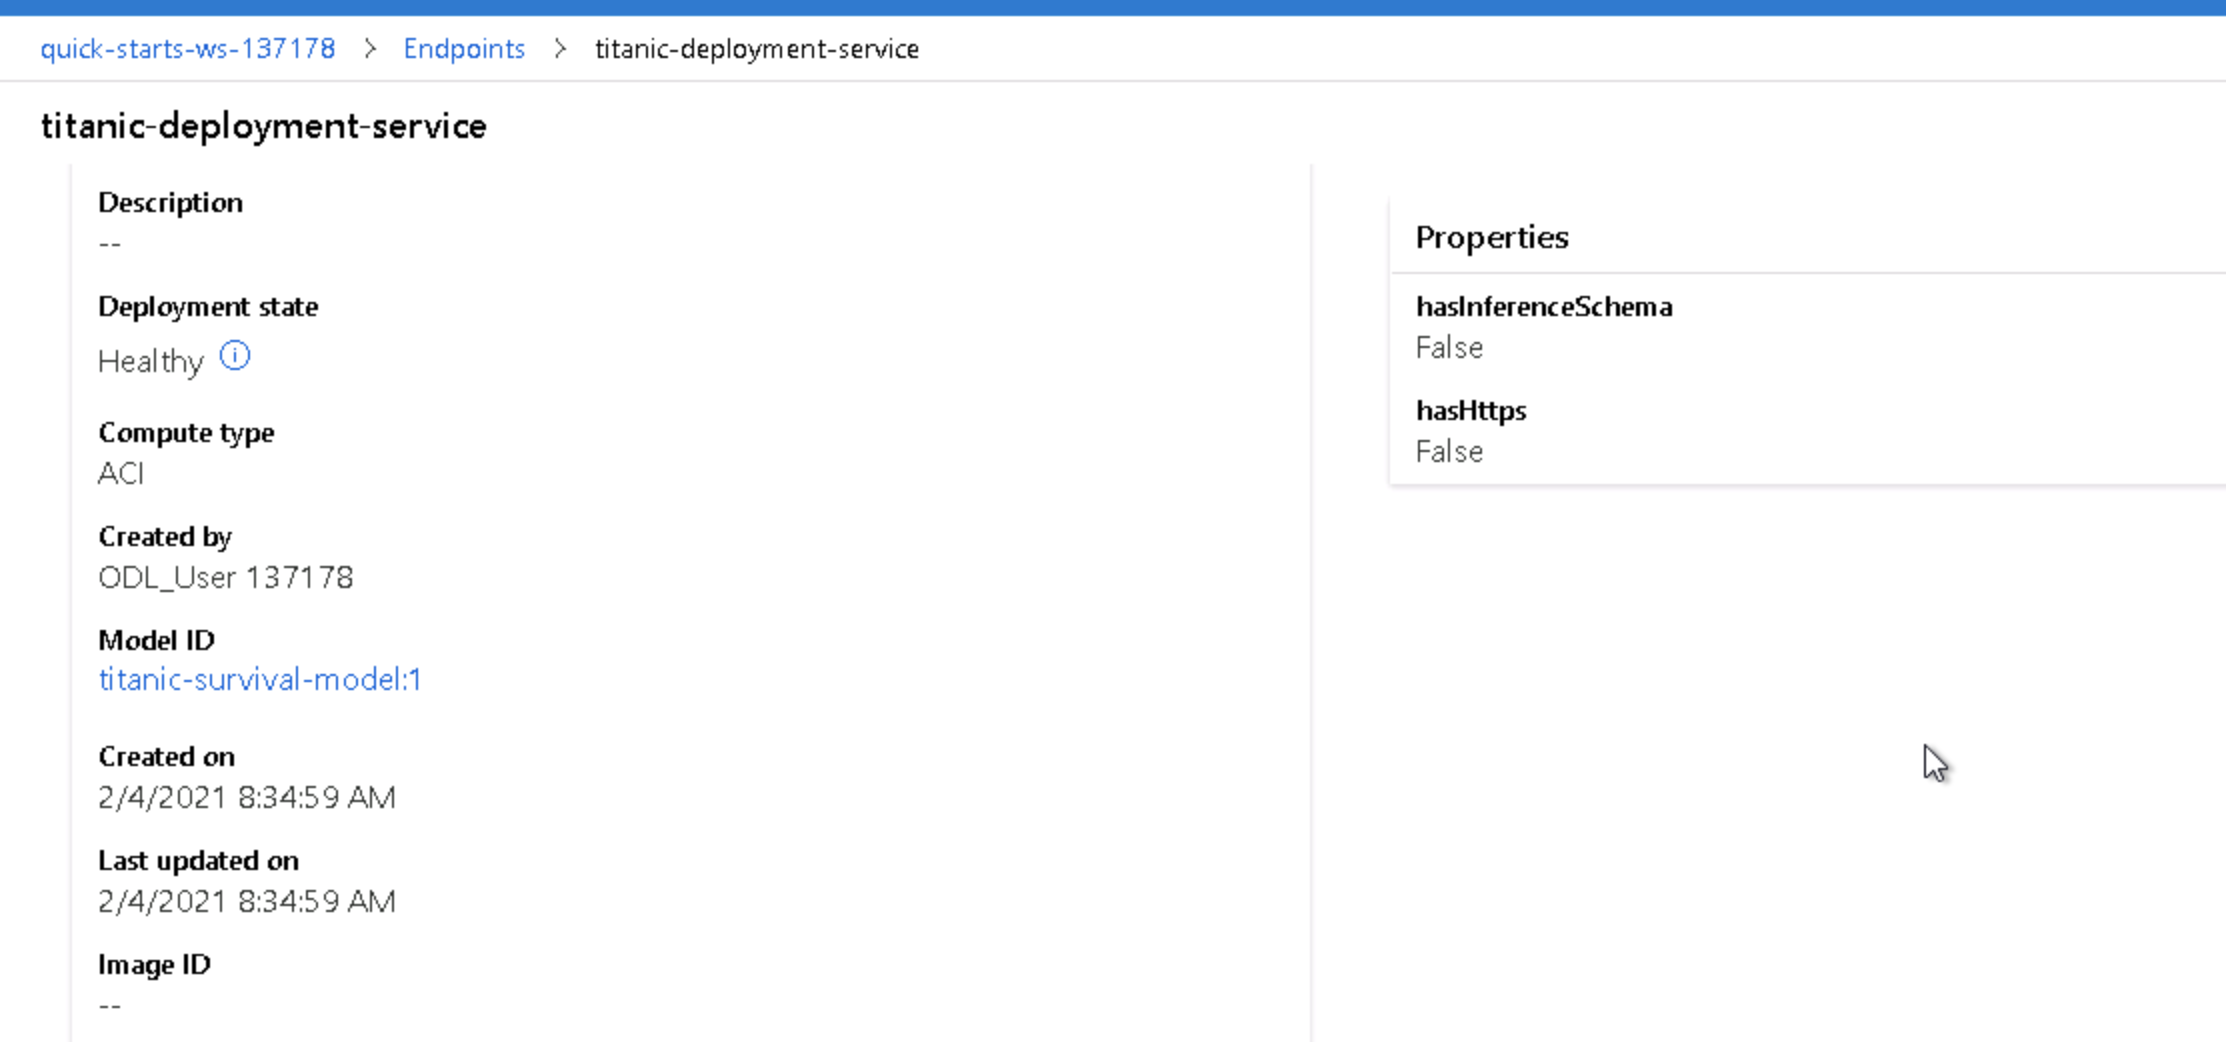 quick-starts-ws-137178 > Endpoints > titanic-deployment-service
titanic-deployment-service
Description
--
Deployment state
Healthy
Compute type
ACI
Created by
ODL_User 137178
Model ID
titanic-survival-model:1
Created on
2/4/2021 8:34:59 AM
Last updated on
2/4/2021 8:34:59 AM
Image ID
--
Properties
hasInferenceSchema
False
hasHttps
False